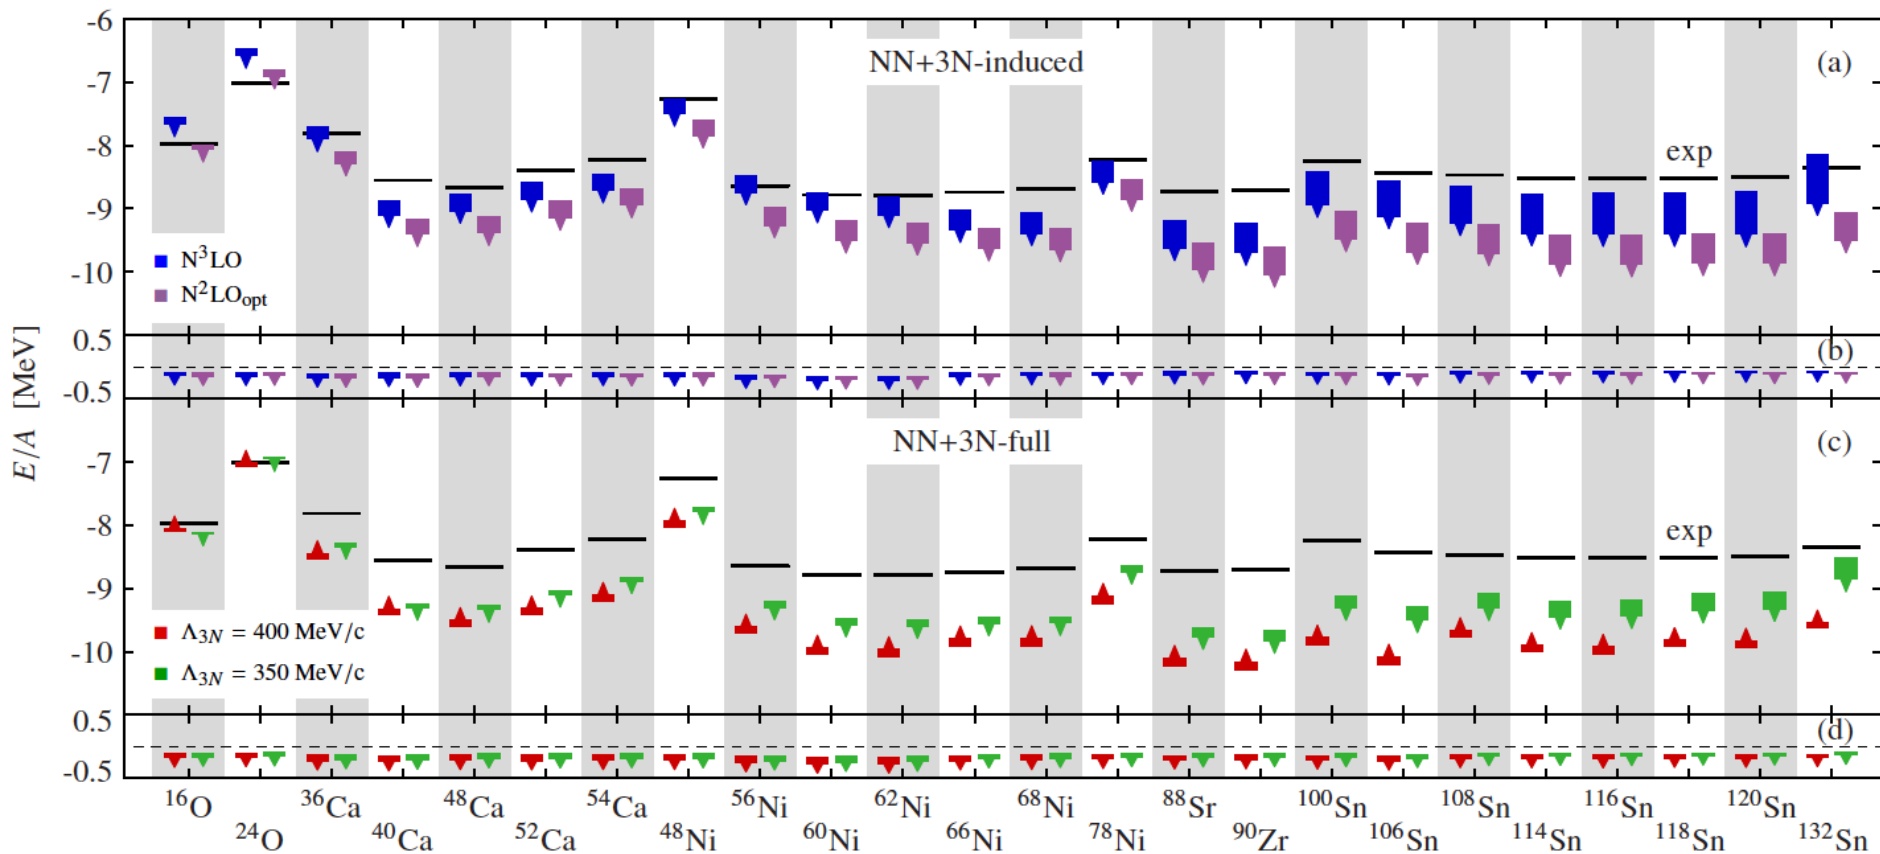 -6
NN+3N-induced
(a)
-7
-8
exp
-9
N³LO
-10
N²LOopt
0.5
(b)
-0.5
E/A [MeV]
NN+3N-full
(c)
-7
-8
exp
-9
Λ3N = 400 MeV/c
-10
Λ3N = 350 MeV/c
0.5
(d)
-0.5
¹⁶O ³⁶Ca ⁴⁸Ca ⁵⁴Ca ⁵⁶Ni ⁶²Ni ⁶⁸Ni ⁸⁸Sr ¹⁰⁰Sn ¹⁰⁸Sn ¹¹⁶Sn ¹²⁰Sn
²⁴O ⁴⁰Ca ⁵²Ca ⁴⁸Ni ⁶⁰Ni ⁶⁶Ni ⁷⁸Ni ⁹⁰Zr ¹⁰⁶Sn ¹¹⁴Sn ¹¹⁸Sn ¹³²Sn